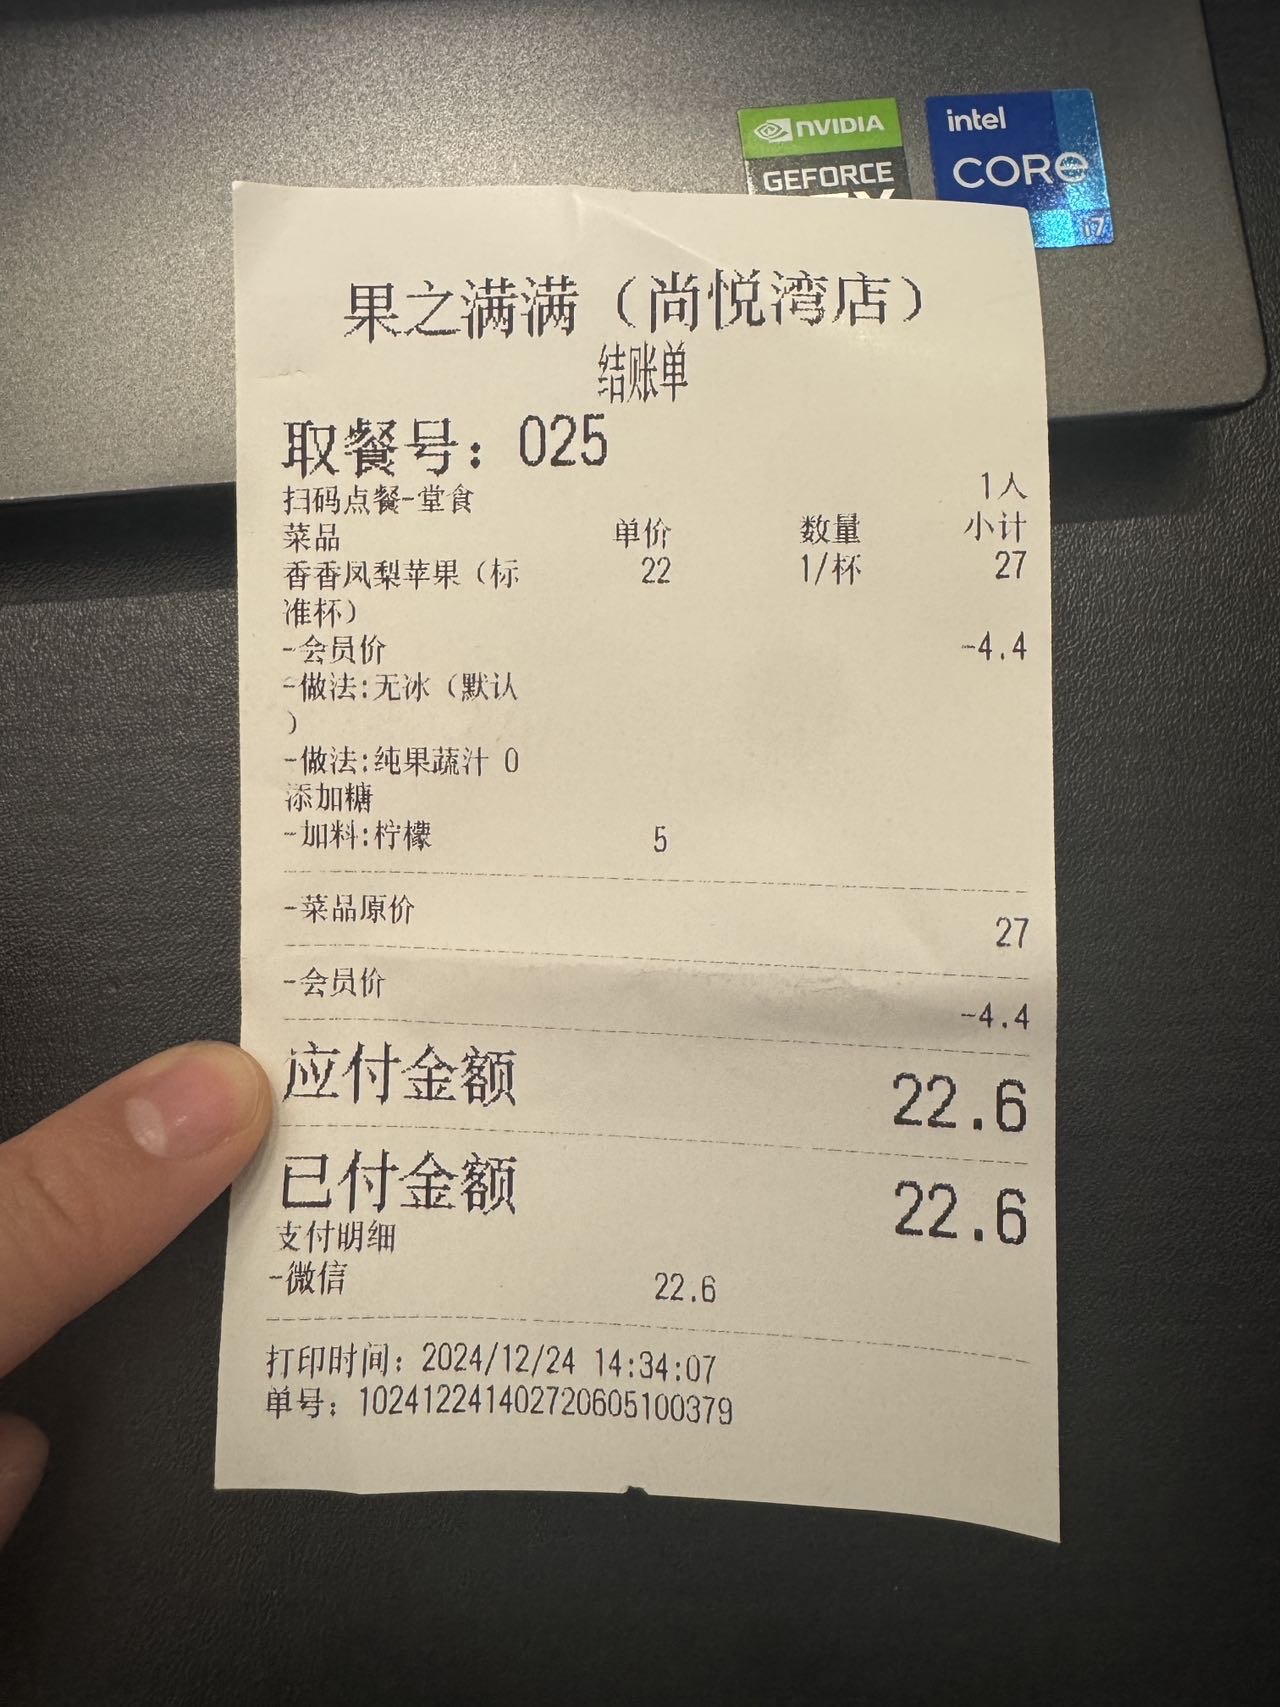 NVIDIA
GEFORCE
intel
CORe
i7
果之满满（尚悦湾店）
结账单
取餐号：025
扫码点餐-堂食 1人
菜品 单价 数量 小计
香香凤梨苹果（标 22 1/杯 27
准杯）
-会员价 -4.4
-做法:无冰（默认
）
-做法:纯果蔬汁 0
添加糖
-加料:柠檬 5
-菜品原价 27
-会员价 -4.4
应付金额 22.6
已付金额 22.6
支付明细
-微信 22.6
打印时间：2024/12/24 14:34:07
单号：102412241402720605100379